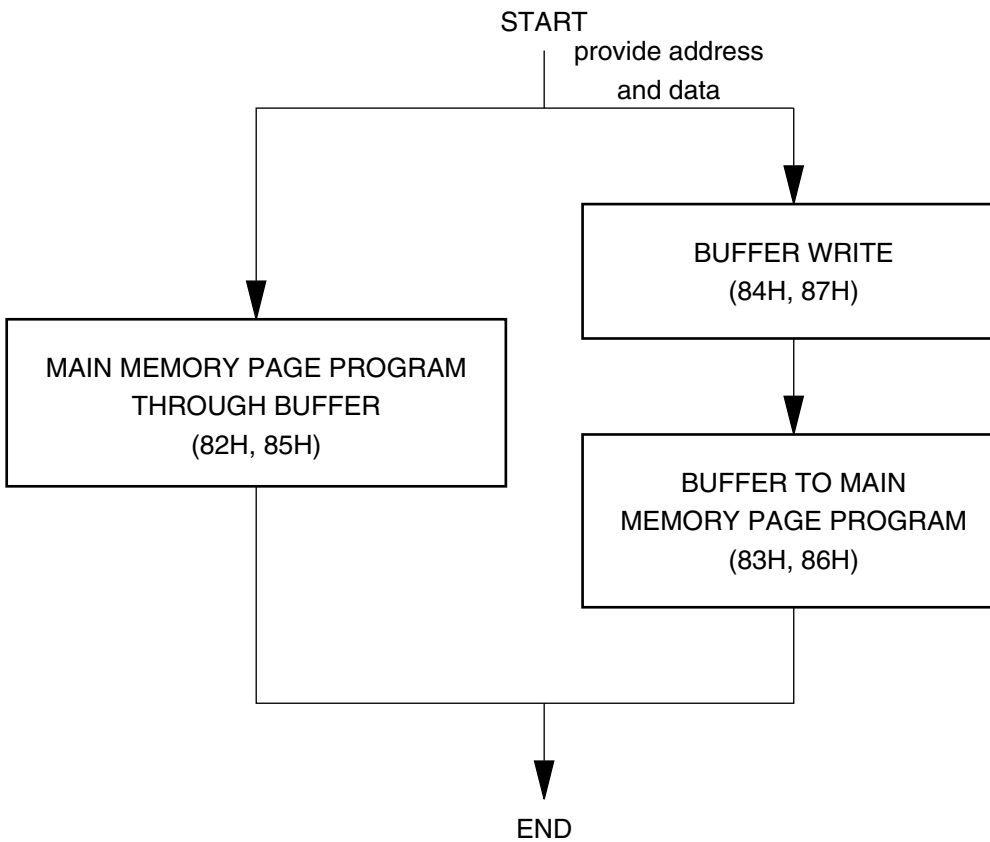 START
provide address
and data
BUFFER WRITE
(84H, 87H)
MAIN MEMORY PAGE PROGRAM
THROUGH BUFFER
(82H, 85H)
BUFFER TO MAIN
MEMORY PAGE PROGRAM
(83H, 86H)
END